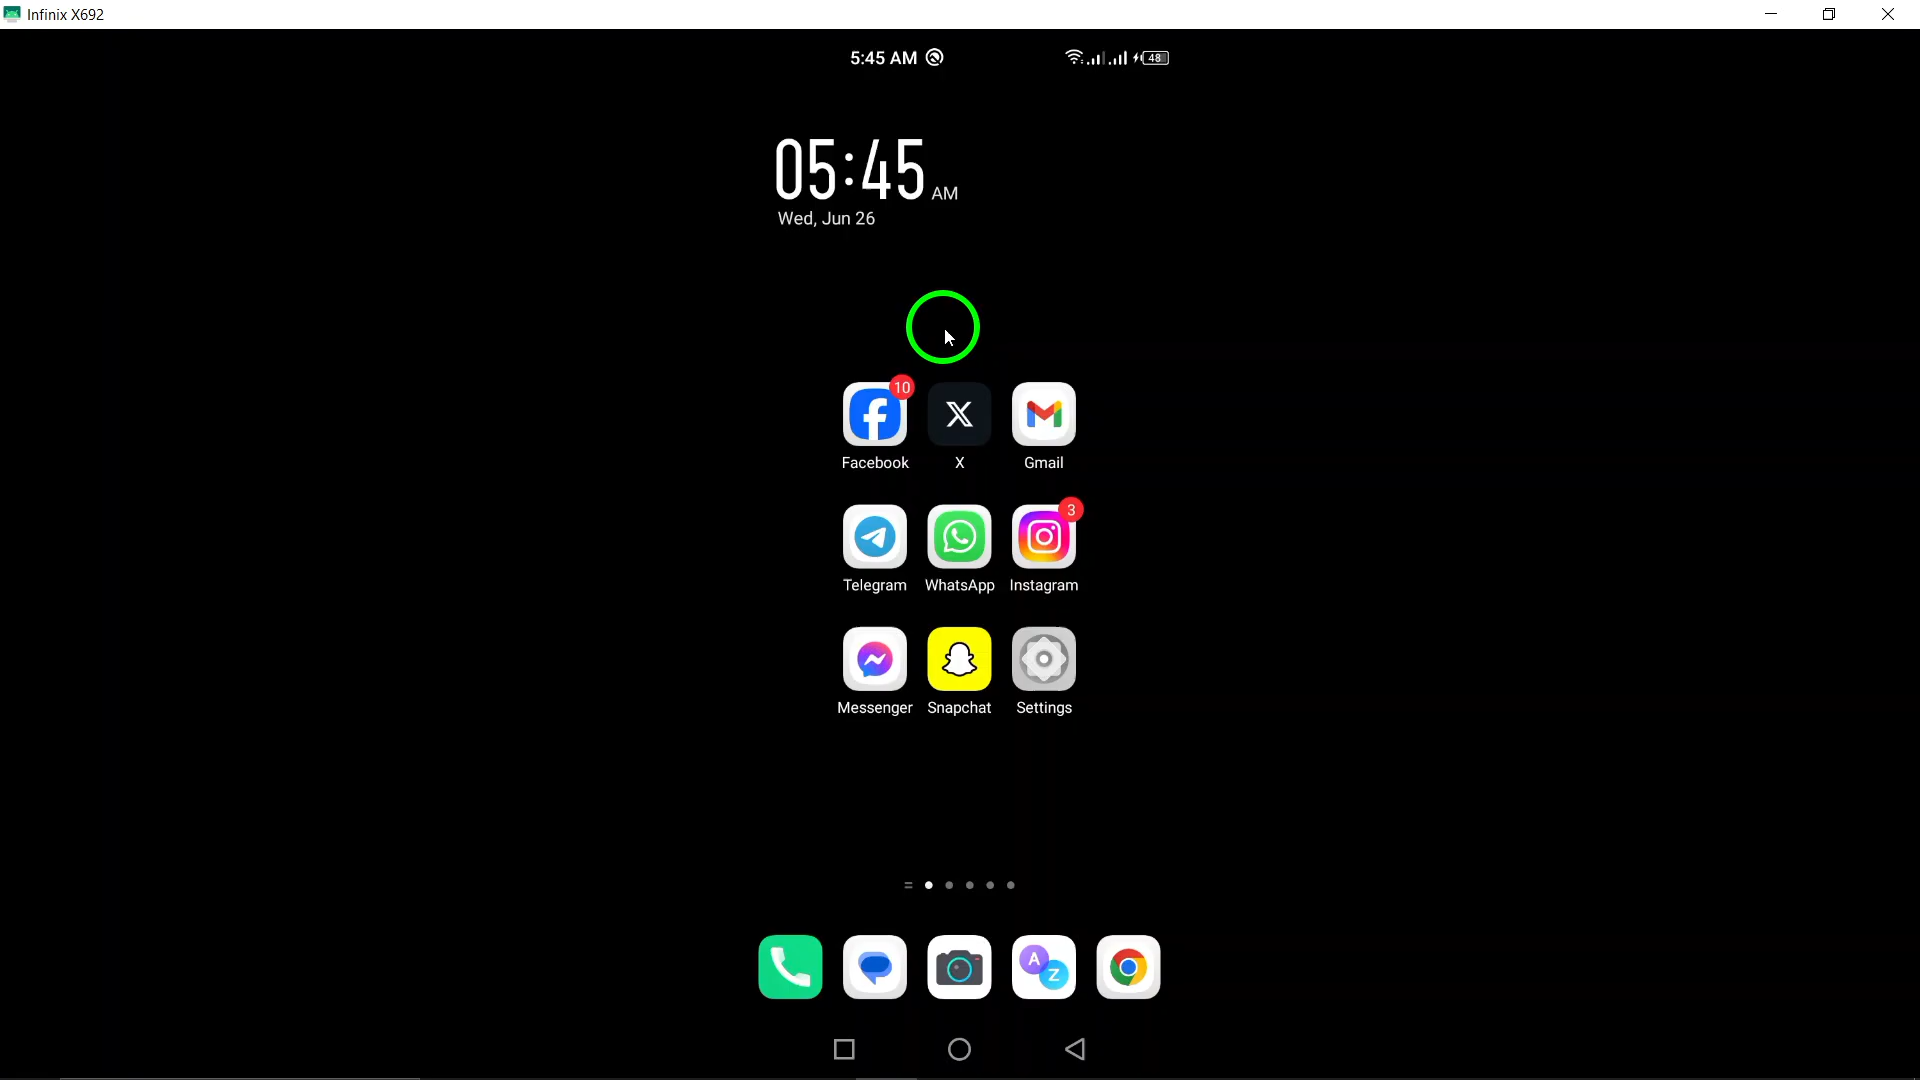 Infinix X692
5:45 AM
48
05:45 AM
Wed, Jun 26
10
Facebook X Gmail
3
Telegram WhatsApp Instagram
Messenger Snapchat Settings
A
Z